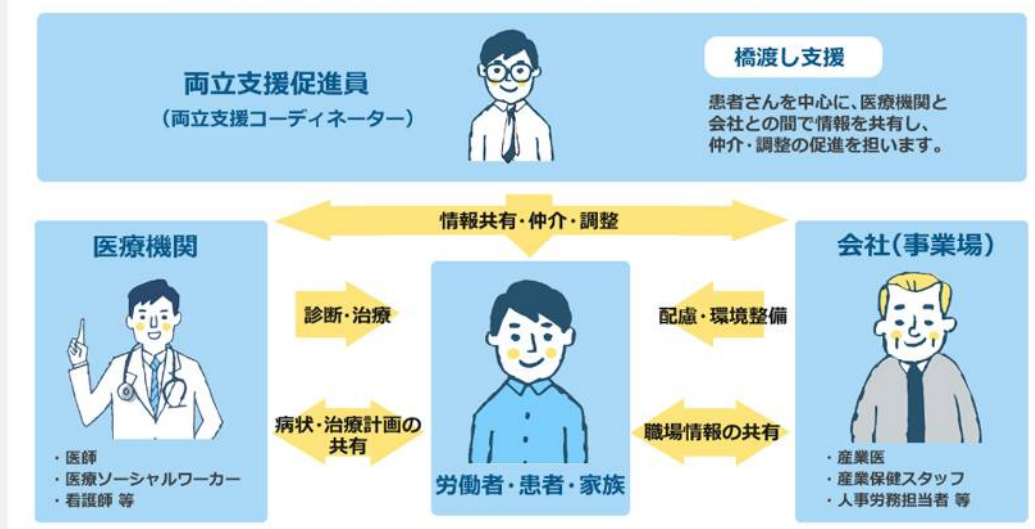 両立支援促進員
(両立支援コーディネーター)
橋渡し支援
患者さんを中心に、医療機関と
会社との間で情報を共有し、
仲介・調整の促進を担います。
情報共有・仲介・調整
医療機関
・医師
・医療ソーシャルワーカー
・看護師 等
診断・治療
病状・治療計画の
共有
労働者・患者・家族
配慮・環境整備
職場情報の共有
会社(事業場)
・産業医
・産業保健スタッフ
・人事労務担当者 等